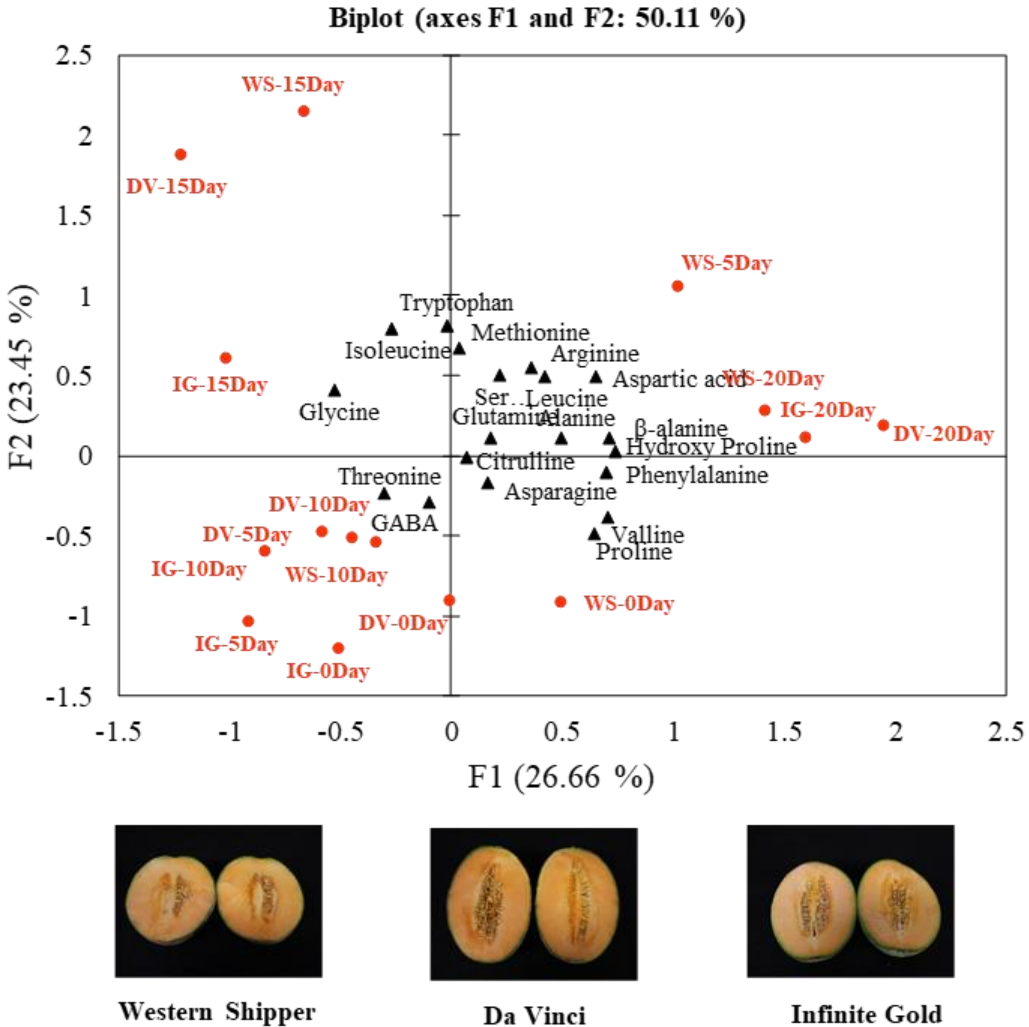 Biplot (axes F1 and F2: 50.11 %)
2.5
WS-15Day
2
DV-15Day
1.5
WS-5Day
1
Tryptophan
Methionine
Isoleucine
Arginine
IG-15Day
0.5
Aspartic acid
WS-20Day
Glycine
Ser...
Leucine
IG-20Day
Glutamine
Alanine
β-alanine
DV-20Day
Hydroxy Proline
0
Citrulline
Threonine
Phenylalanine
Asparagine
DV-10Day
GABA
-0.5
DV-5Day
Valline
Proline
IG-10Day
WS-10Day
WS-0Day
-1
DV-0Day
IG-5Day
IG-0Day
-1.5
F2 (23.45 %)
-1.5
-1
-0.5
0
0.5
1
1.5
2
2.5
F1 (26.66 %)
Western Shipper
Da Vinci
Infinite Gold